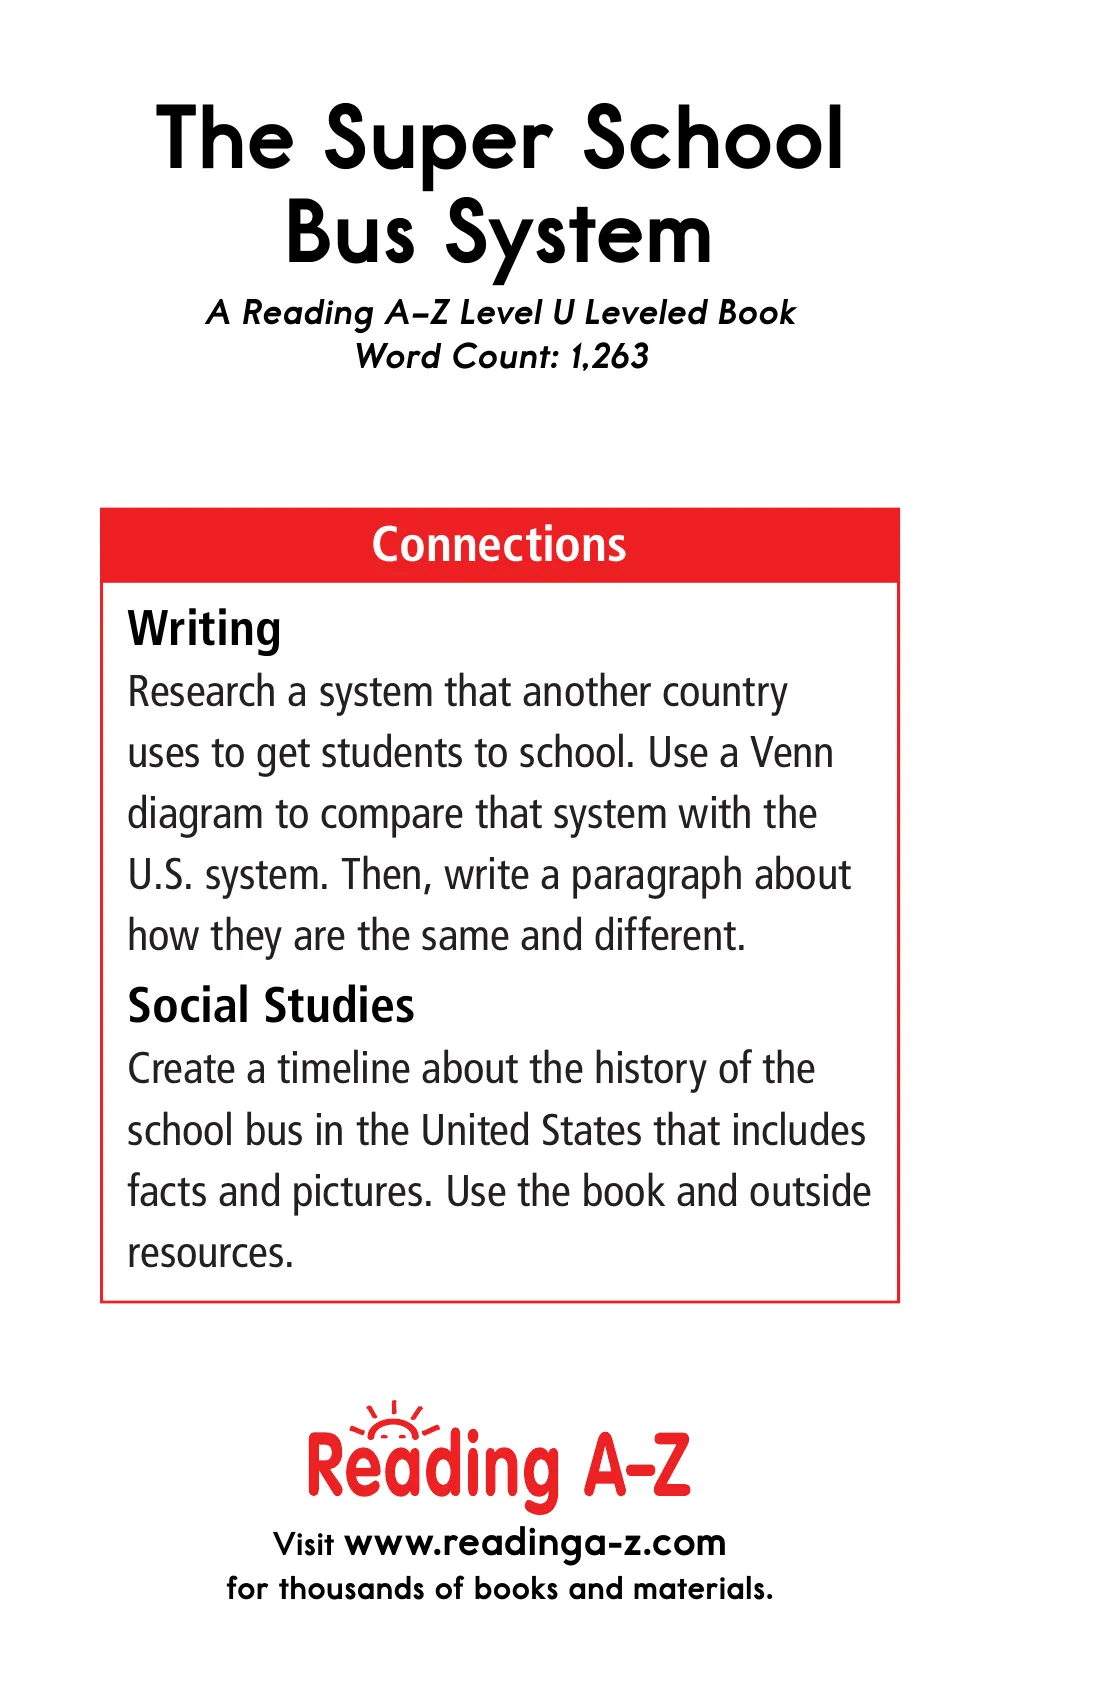 The Super School
Bus System
A Reading A–Z Level U Leveled Book
Word Count: 1,263
Connections
Writing
Research a system that another country
uses to get students to school. Use a Venn
diagram to compare that system with the
U.S. system. Then, write a paragraph about
how they are the same and different.
Social Studies
Create a timeline about the history of the
school bus in the United States that includes
facts and pictures. Use the book and outside
resources.
Reading A–Z
Visit www.readinga-z.com
for thousands of books and materials.